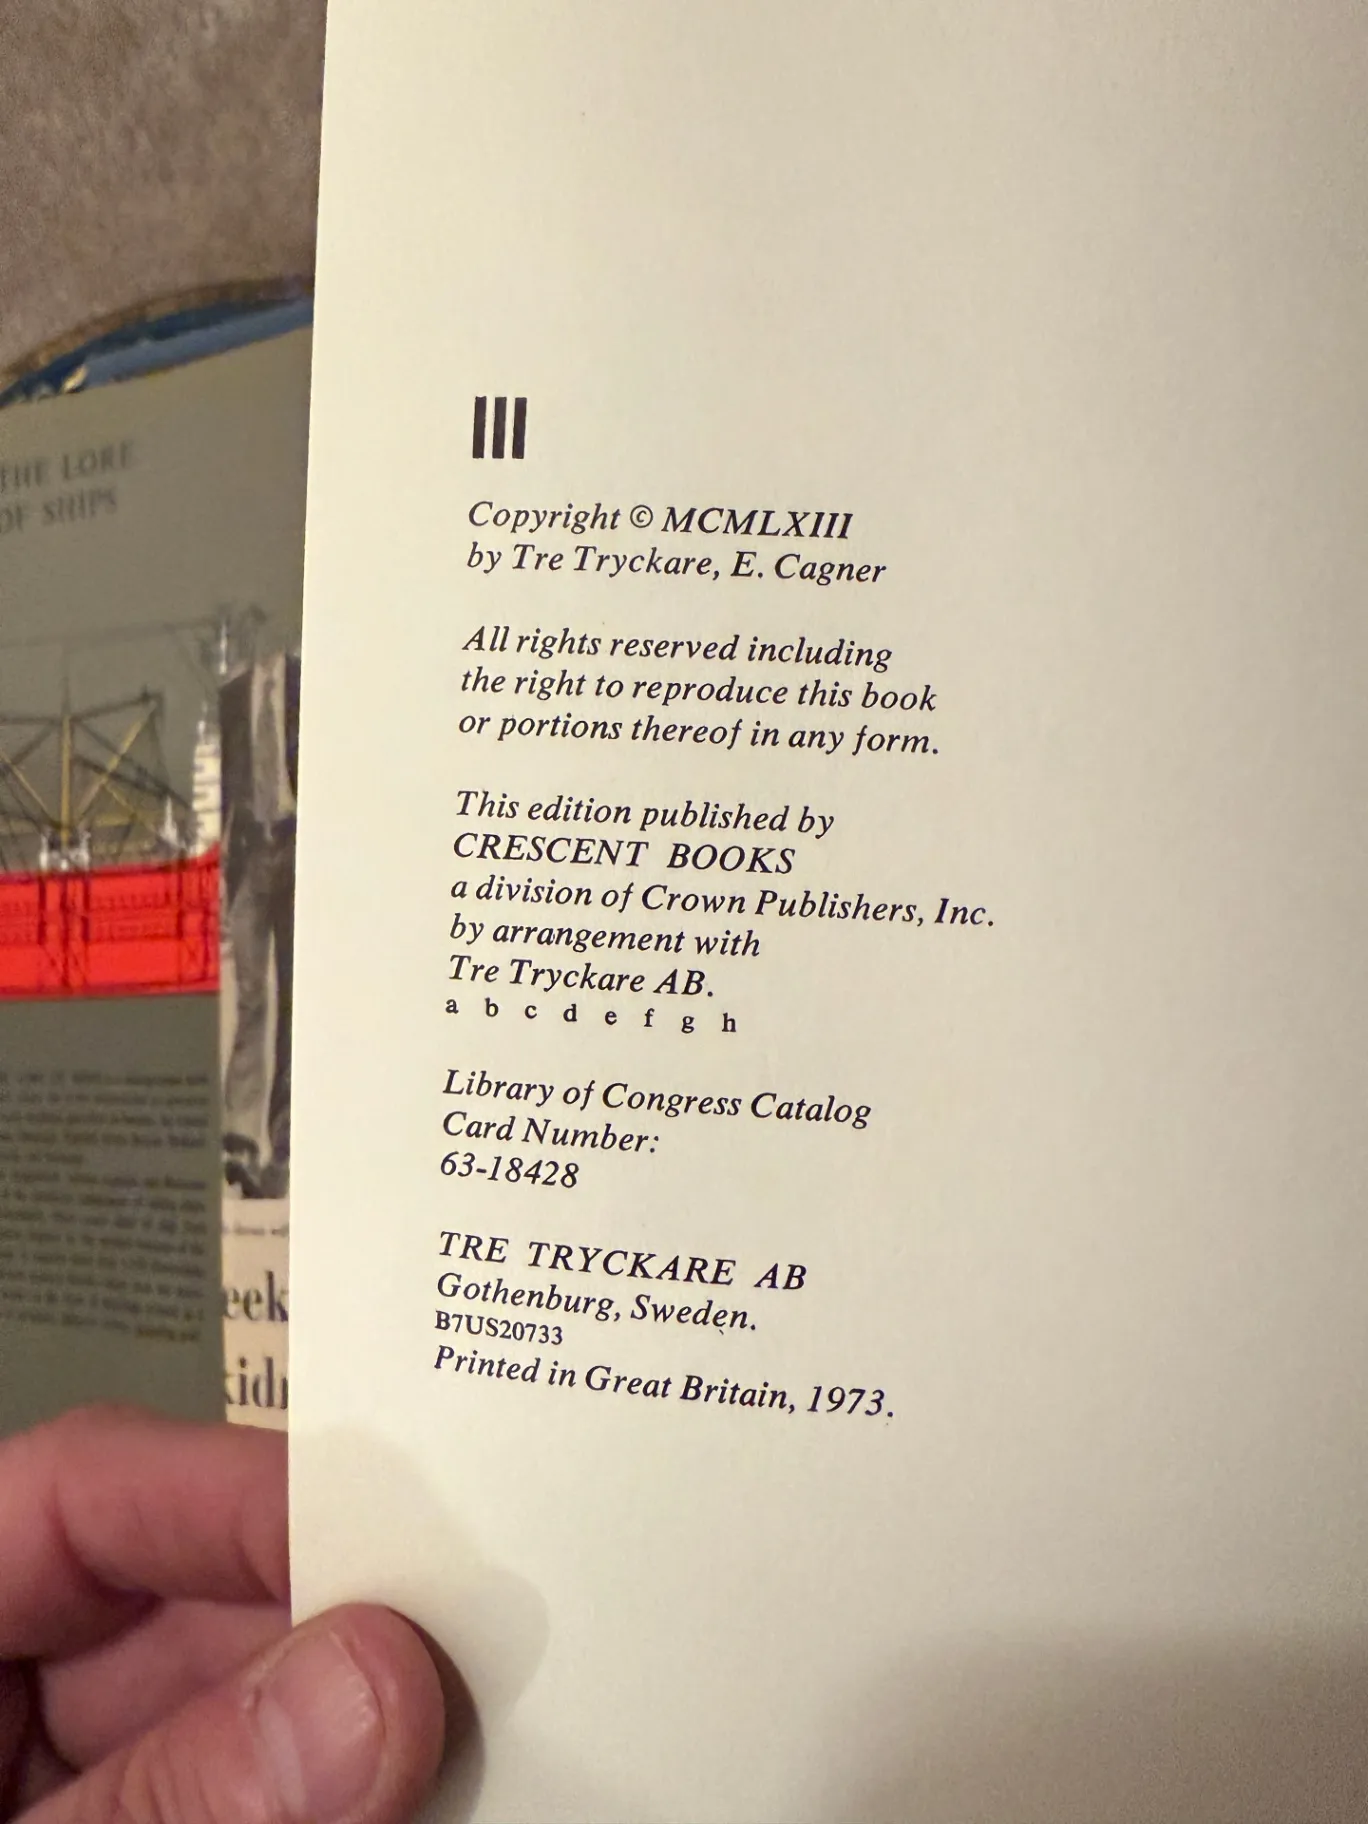 THE LORE
OF SHIPS
III
Copyright © MCMLXIII
by Tre Tryckare, E. Cagner
All rights reserved including
the right to reproduce this book
or portions thereof in any form.
This edition published by
CRESCENT BOOKS
a division of Crown Publishers, Inc.
by arrangement with
Tre Tryckare AB.
a b c d e f g h
Library of Congress Catalog
Card Number:
63-18428
TRE TRYCKARE AB
Gothenburg, Sweden.
B7US20733
Printed in Great Britain, 1973.